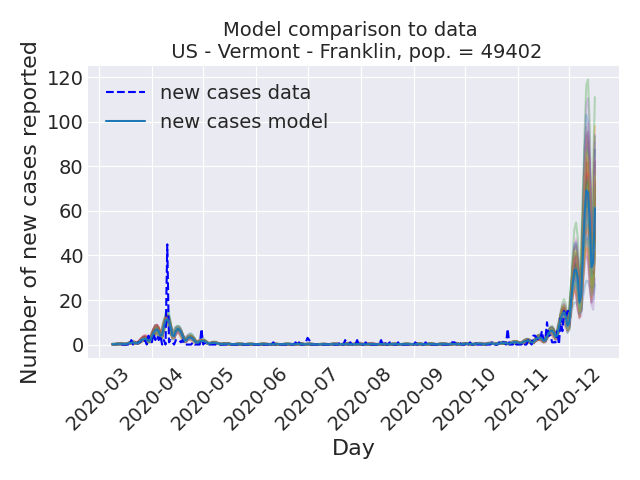 Model comparison to data
US - Vermont - Franklin, pop. = 49402
Number of new cases reported
120
100
80
60
40
20
0
new cases data
new cases model
2020-03
2020-04
2020-05
2020-06
2020-07
2020-08
2020-09
2020-10
2020-11
2020-12
Day